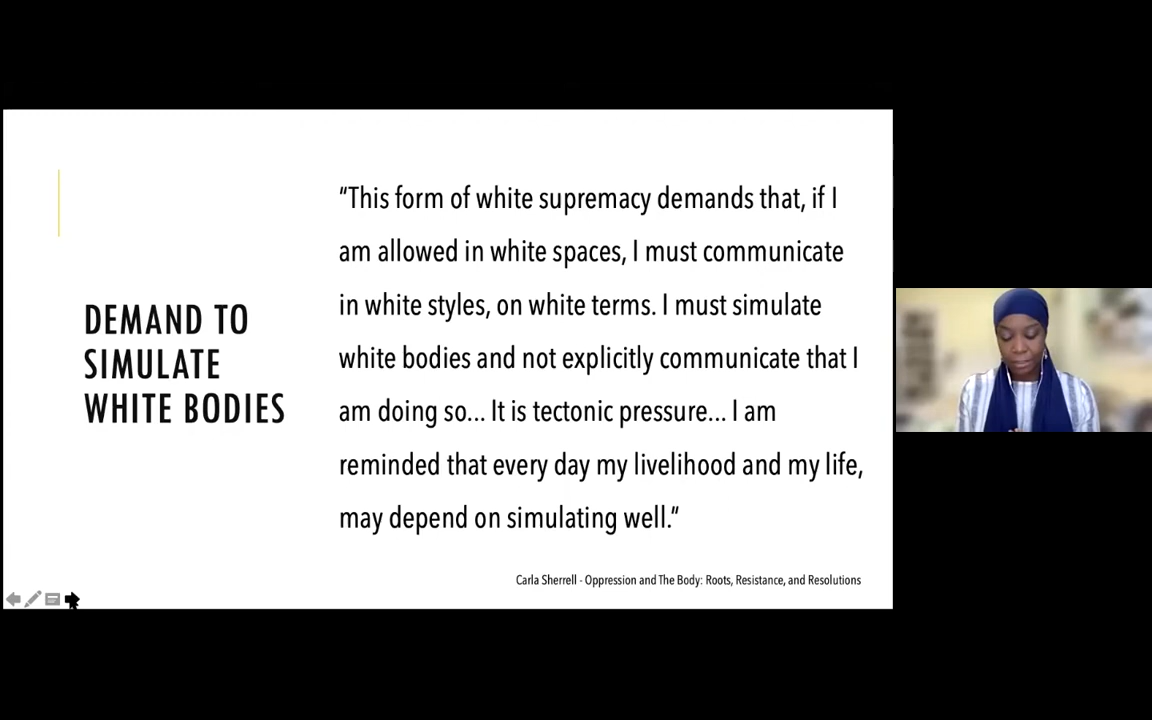 DEMAND TO
SIMULATE
WHITE BODIES
“This form of white supremacy demands that, if I
am allowed in white spaces, I must communicate
in white styles, on white terms. I must simulate
white bodies and not explicitly communicate that I
am doing so... It is tectonic pressure... I am
reminded that every day my livelihood and my life,
may depend on simulating well.“
Carla Sherrell - Oppression and The Body: Roots, Resistance, and Resolutions